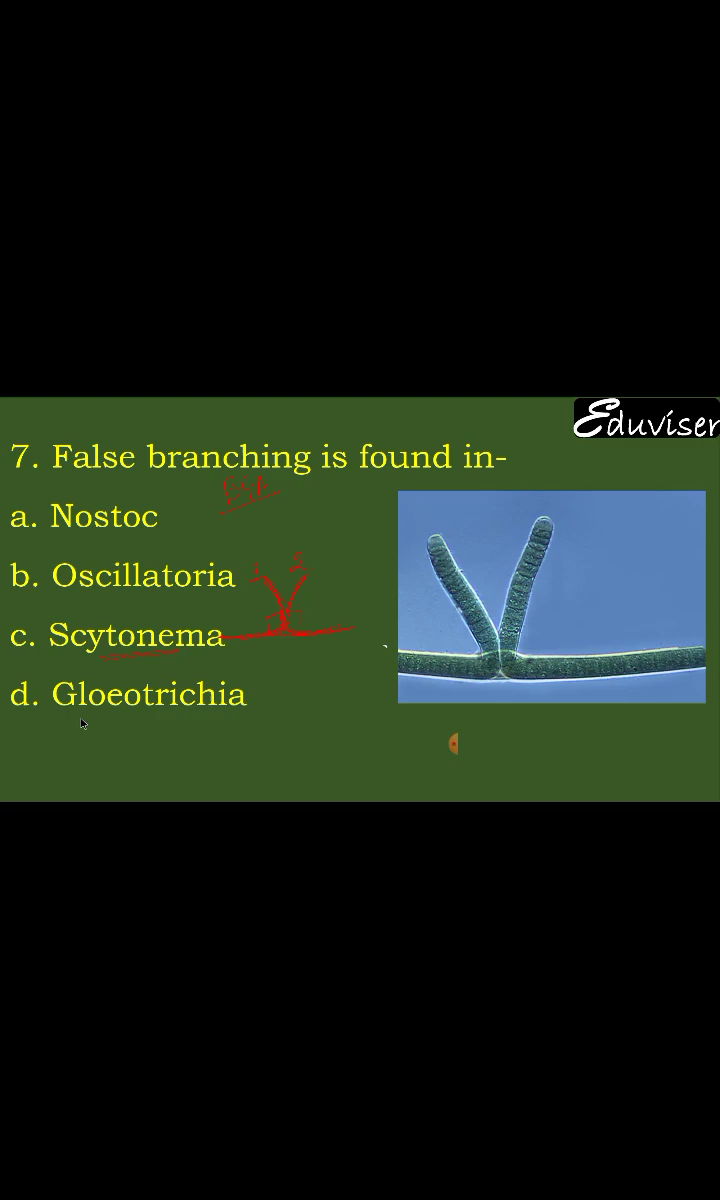 Eduviser
7. False branching is found in-
a. Nostoc
b. Oscillatoria
c. Scytonema
d. Gloeotrichia